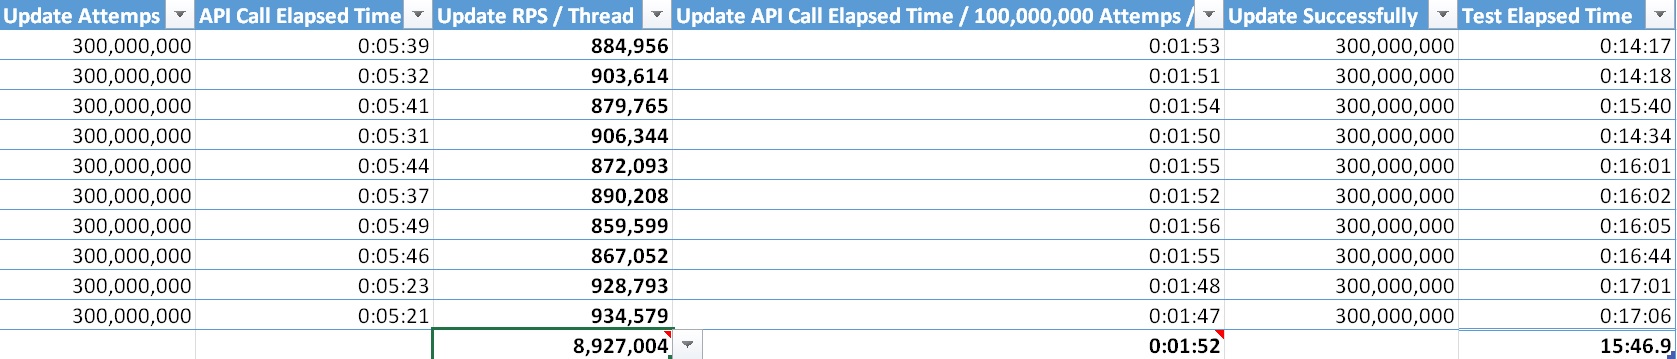 Update Attemps API Call Elapsed Time Update RPS / Thread Update API Call Elapsed Time / 100,000,000 Attemps / Update Successfully Test Elapsed Time
300,000,000 0:05:39 884,956 0:01:53 300,000,000 0:14:17
300,000,000 0:05:32 903,614 0:01:51 300,000,000 0:14:18
300,000,000 0:05:41 879,765 0:01:54 300,000,000 0:15:40
300,000,000 0:05:31 906,344 0:01:50 300,000,000 0:14:34
300,000,000 0:05:44 872,093 0:01:55 300,000,000 0:16:01
300,000,000 0:05:37 890,208 0:01:52 300,000,000 0:16:02
300,000,000 0:05:49 859,599 0:01:56 300,000,000 0:16:05
300,000,000 0:05:46 867,052 0:01:55 300,000,000 0:16:44
300,000,000 0:05:23 928,793 0:01:48 300,000,000 0:17:01
300,000,000 0:05:21 934,579 0:01:47 300,000,000 0:17:06
8,927,004 0:01:52 15:46.9